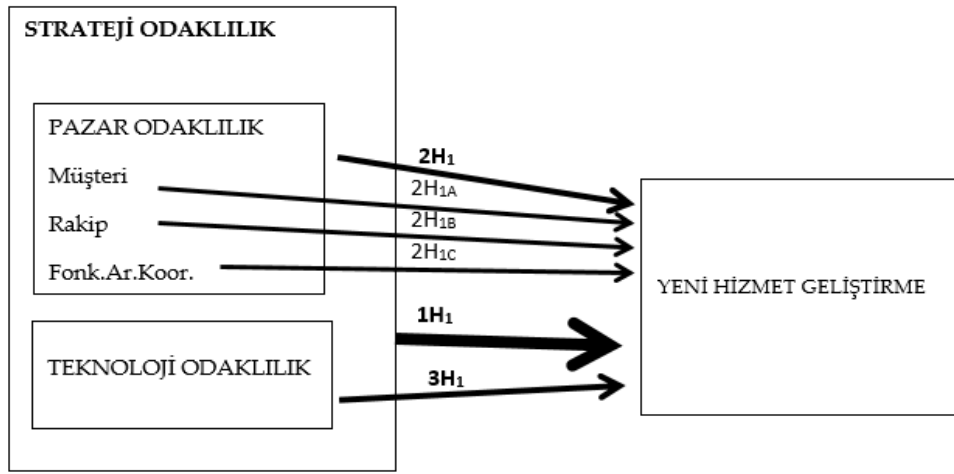 STRATEJİ ODAKLILIK
PAZAR ODAKLILIK
Müşteri
Rakip
Fonk.Ar.Koor.
TEKNOLOJİ ODAKLILIK
2H₁
2H₁A
2H₁B
2H₁C
1H₁
3H₁
YENİ HİZMET GELİŞTİRME